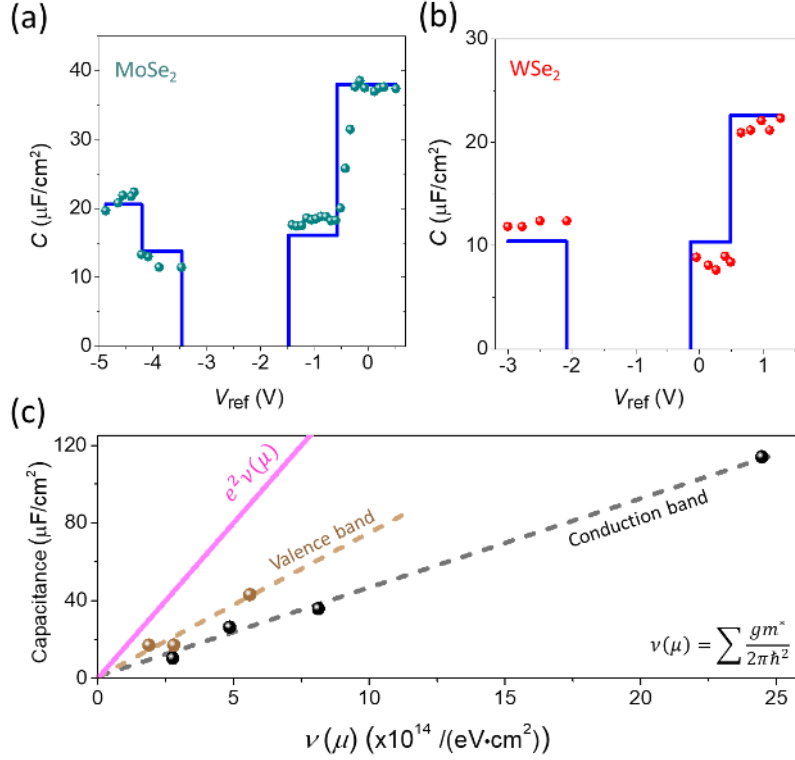 (a)
MoSe₂
C (μF/cm²)
40
30
20
10
0
-5 -4 -3 -2 -1 0
V_ref (V)
(b)
WSe₂
C (μF/cm²)
30
20
10
0
-3 -2 -1 0 1
V_ref (V)
(c)
Capacitance (μF/cm²)
120
80
40
0
e²ν(μ)
Valence band
Conduction band
ν(μ) = ∑ gm*/2πħ²
0 5 10 15 20 25
ν(μ) (x10¹⁴ /(eV·cm²))